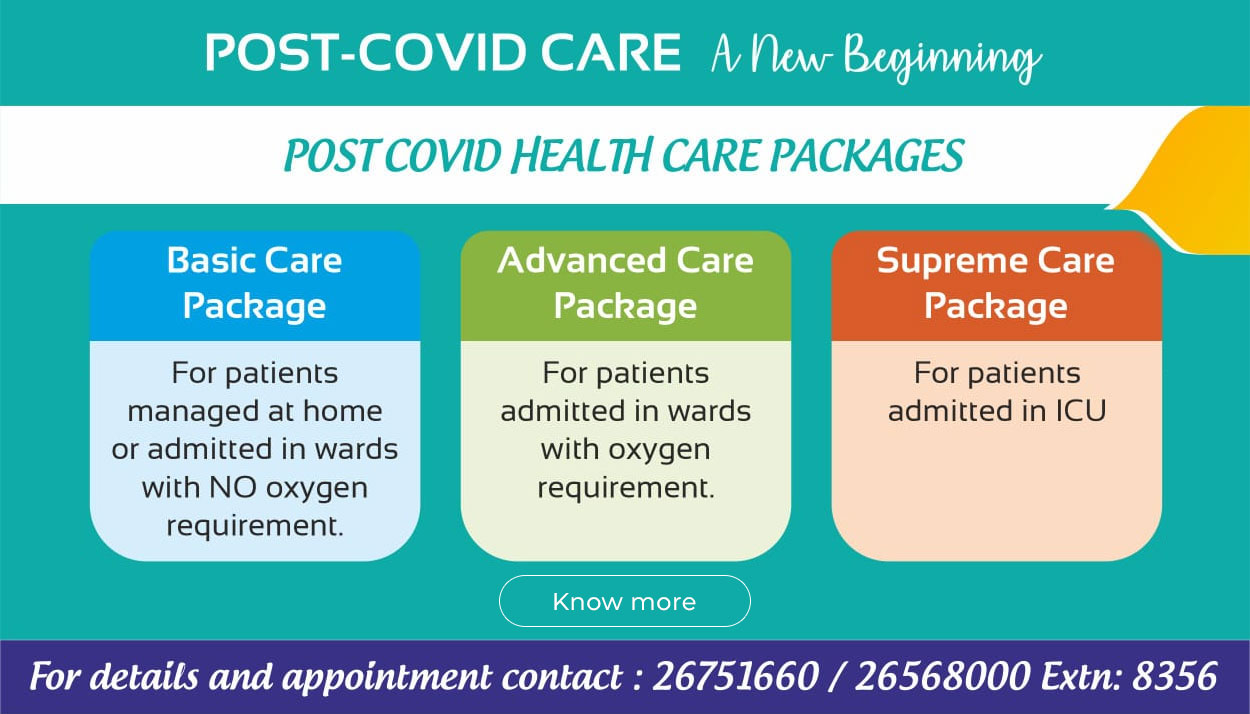 POST-COVID CARE A New Beginning
POST COVID HEALTH CARE PACKAGES
Basic Care
Package
For patients
managed at home
or admitted in wards
with NO oxygen
requirement.
Advanced Care
Package
For patients
admitted in wards
with oxygen
requirement.
Supreme Care
Package
For patients
admitted in ICU
Know more
For details and appointment contact : 26751660 / 26568000 Extn: 8356